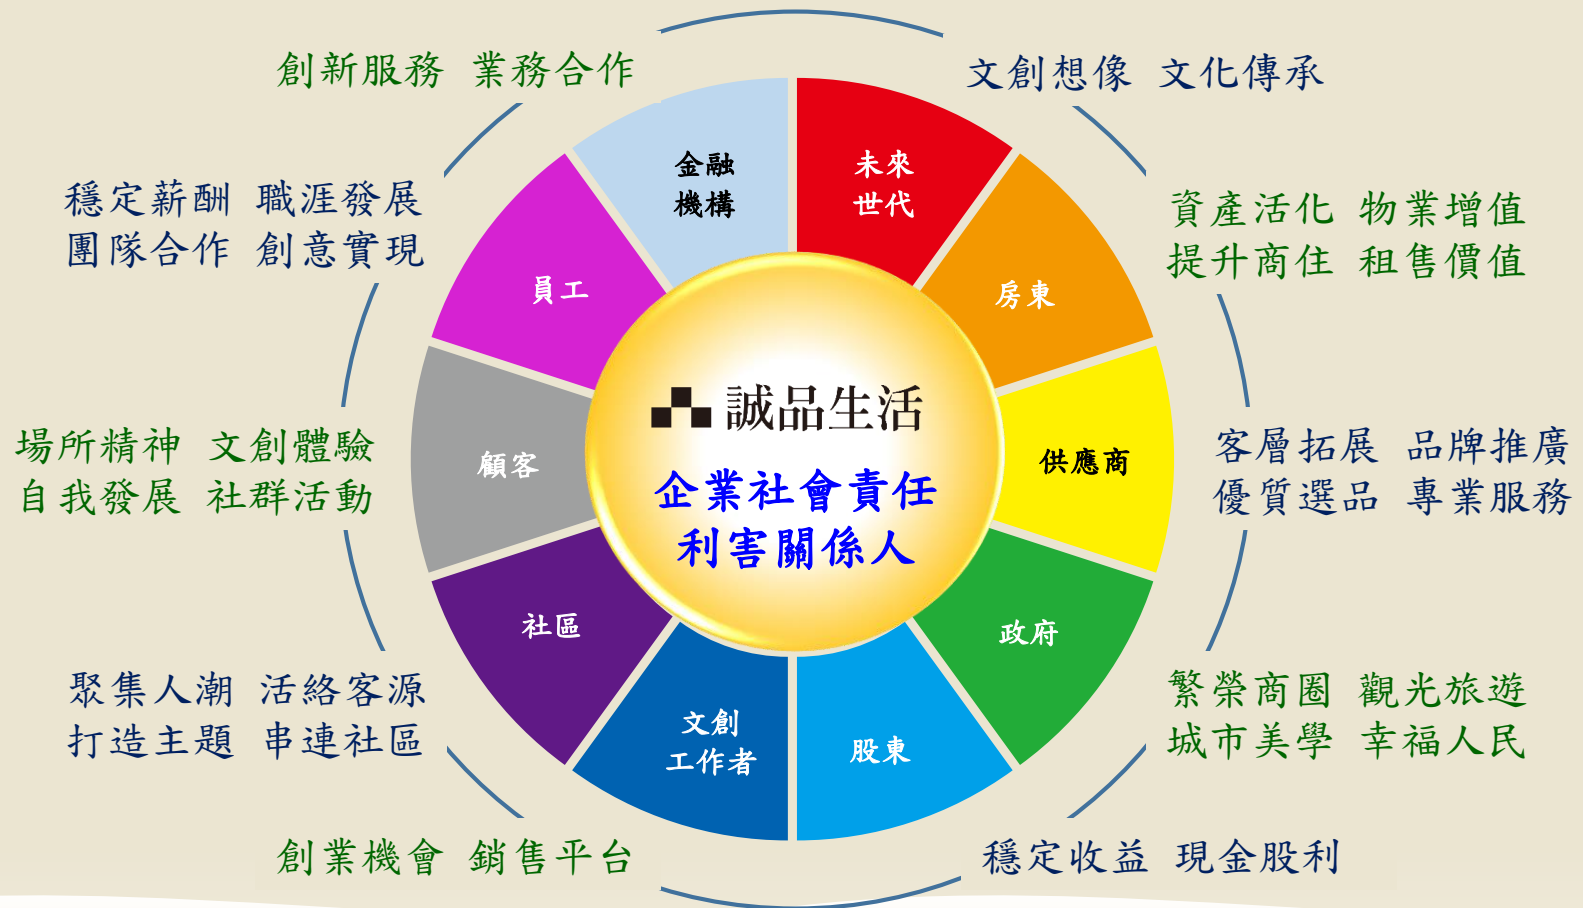 創新服務 業務合作
文創想像 文化傳承
金融
機構
未來
世代
穩定薪酬 職涯發展
團隊合作 創意實現
資產活化 物業增值
提升商住 租售價值
員工
房東
誠品生活
企業社會責任
利害關係人
場所精神 文創體驗
自我發展 社群活動
顧客
供應商
客層拓展 品牌推廣
優質選品 專業服務
社區
政府
聚集人潮 活絡客源
打造主題 串連社區
繁榮商圈 觀光旅遊
城市美學 幸福人民
文創
工作者
股東
創業機會 銷售平台
穩定收益 現金股利